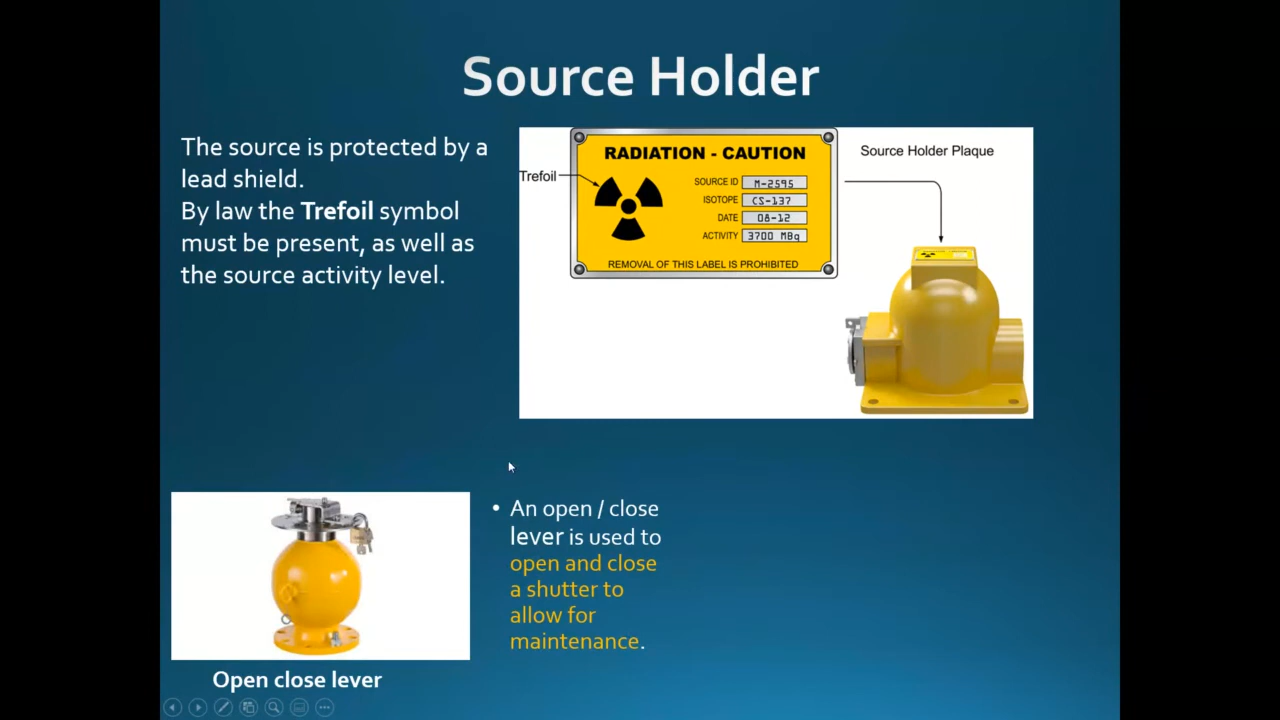 Source Holder
The source is protected by a
lead shield.
By law the Trefoil symbol
must be present, as well as
the source activity level.
Trefoil
RADIATION - CAUTION
SOURCE ID M-2595
ISOTOPE CS-137
DATE 08-12
ACTIVITY 3700 MBq
REMOVAL OF THIS LABEL IS PROHIBITED
Source Holder Plaque
• An open / close
lever is used to
open and close
a shutter to
allow for
maintenance.
Open close lever